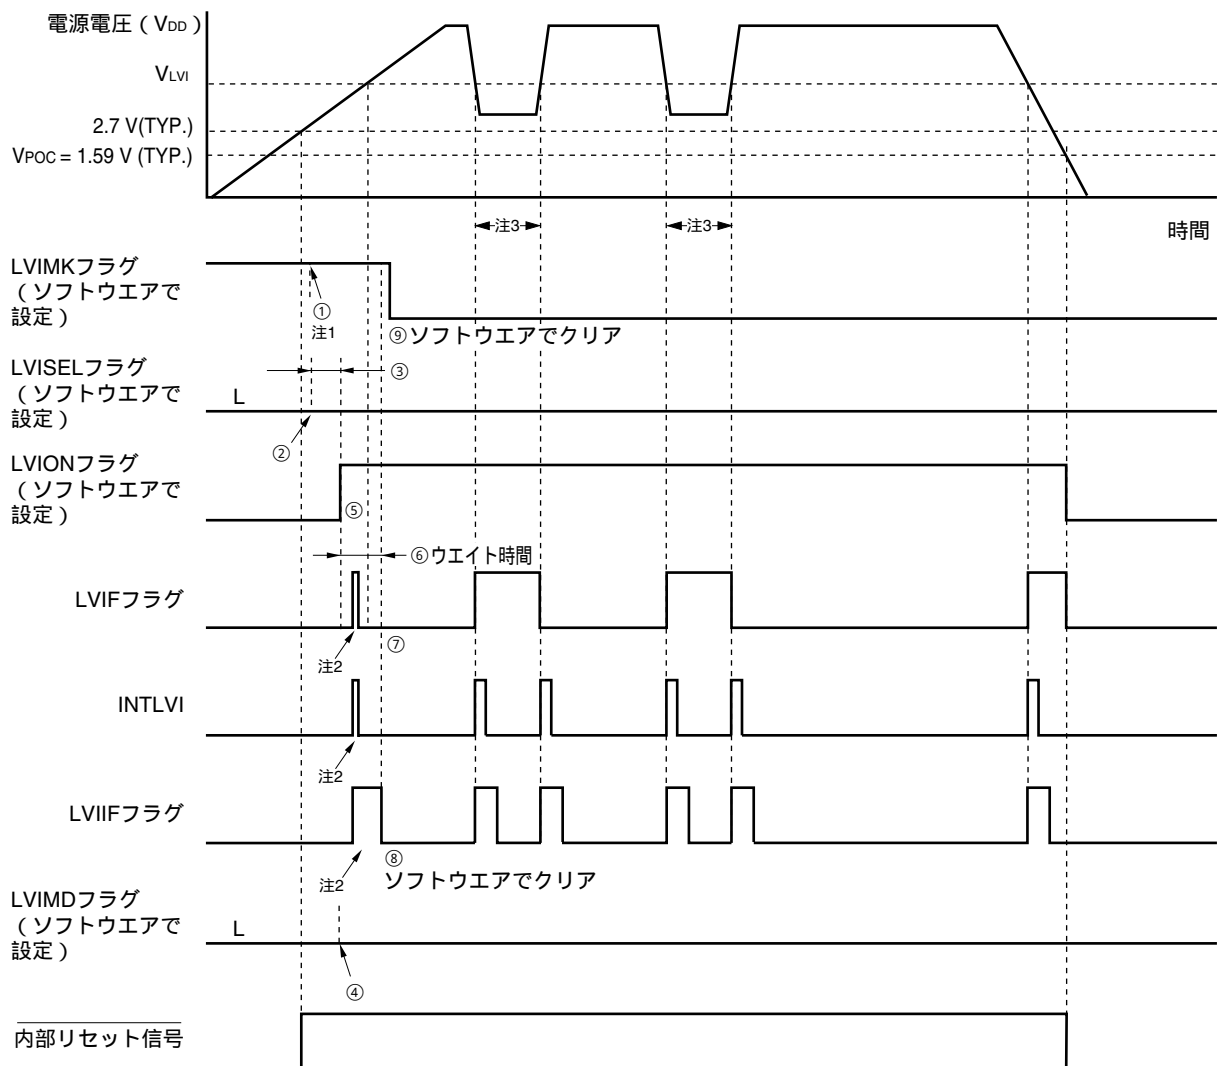 電源電圧（VDD）
VLVI
2.7 V(TYP.)
VPOC = 1.59 V (TYP.)
注3
注3
時間
LVIMKフラグ
（ソフトウエアで
設定）
①
注1
⑨ソフトウエアでクリア
LVISELフラグ
（ソフトウエアで
設定）
L
③
②
LVIONフラグ
（ソフトウエアで
設定）
⑤
⑥ウエイト時間
LVIFフラグ
注2
⑦
INTLVI
注2
LVIIFフラグ
注2
⑧
ソフトウエアでクリア
LVIMDフラグ
（ソフトウエアで
設定）
L
④
内部リセット信号